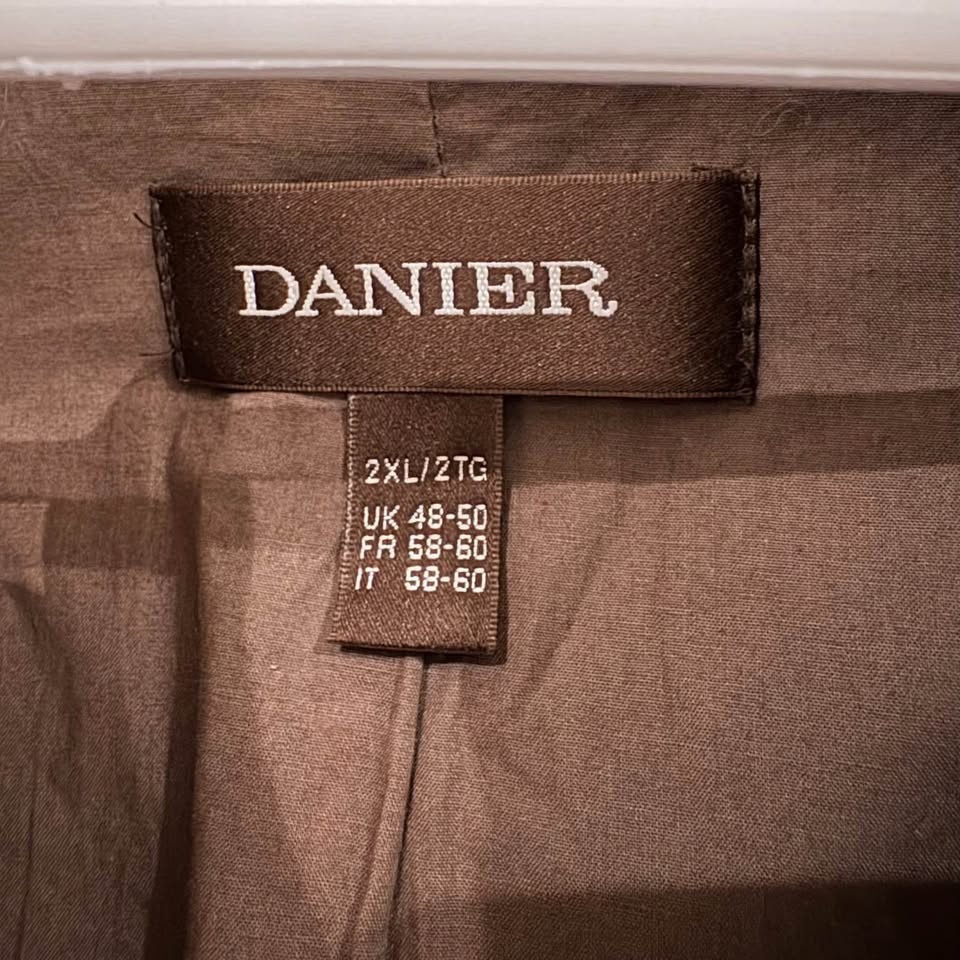 DANIER
2XL/2TG
UK 48-50
FR 58-60
IT 58-60